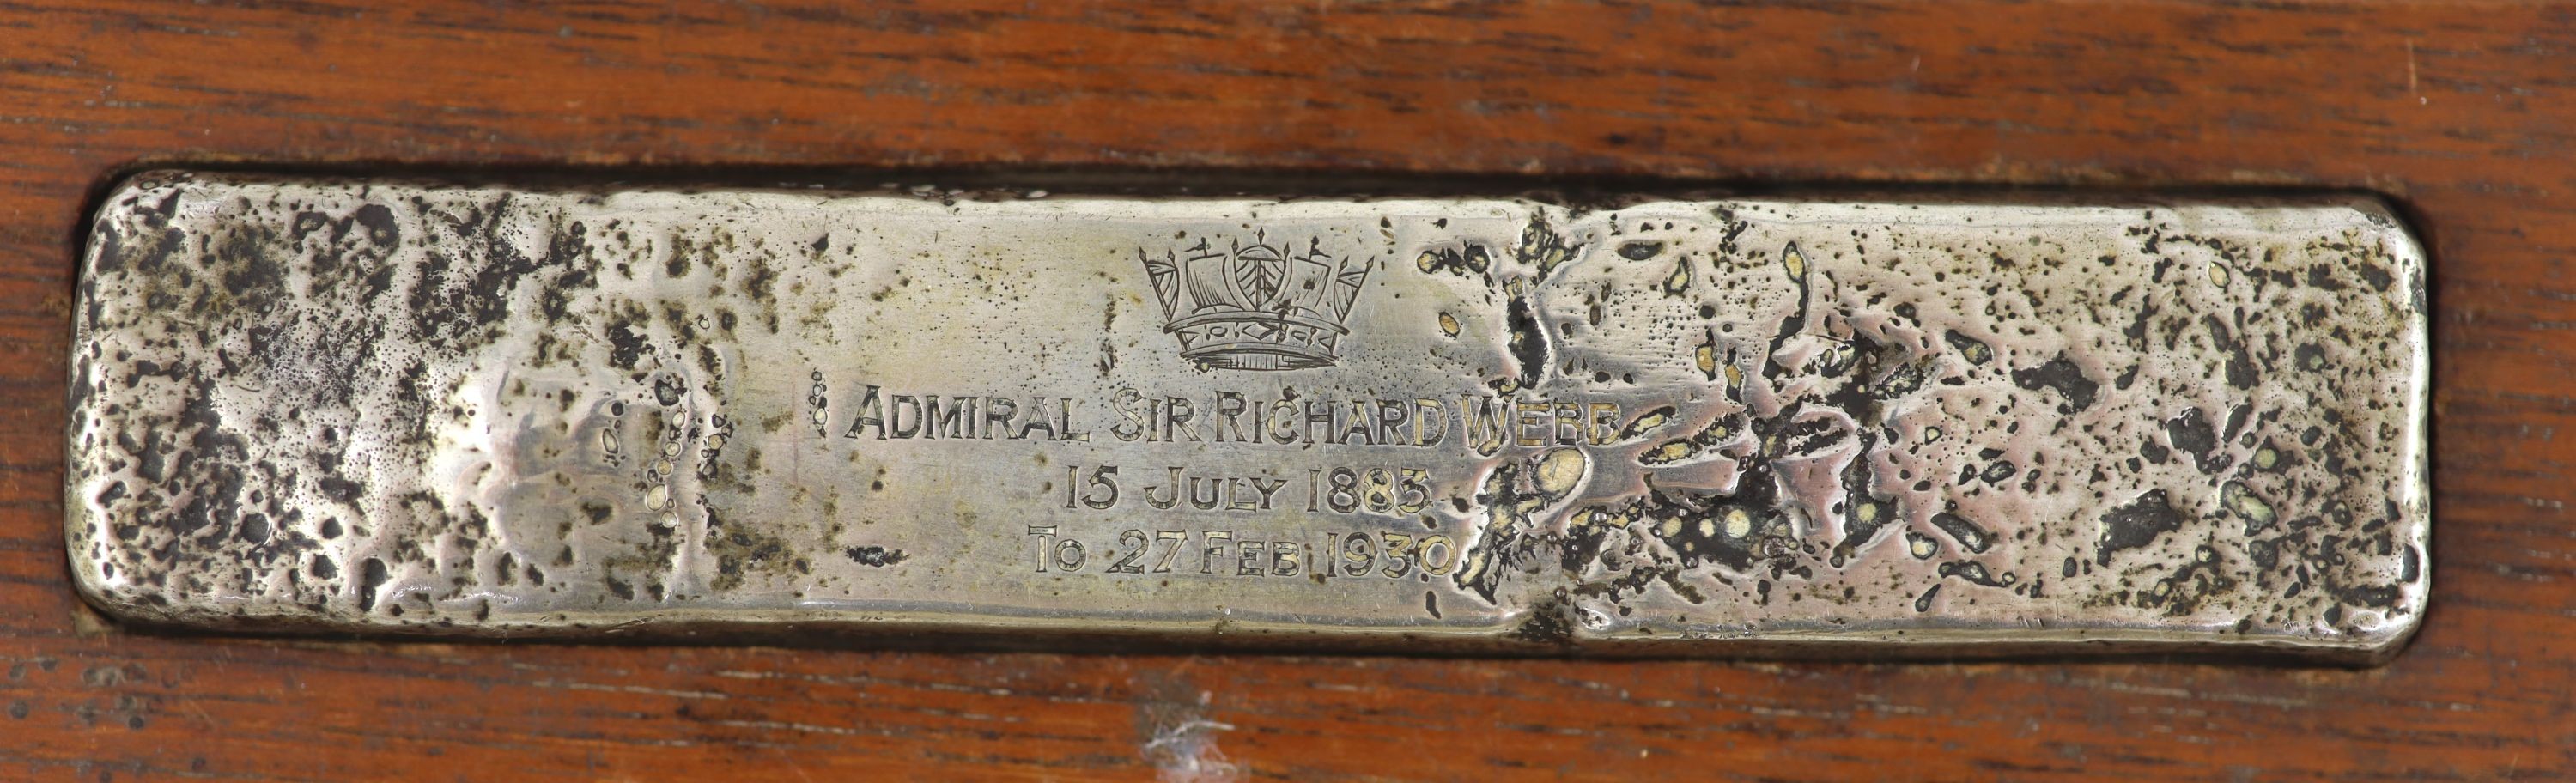 ADMIRAL SIR RICHARD WEBB
15 JULY 1883
TO 27 FEB 1930